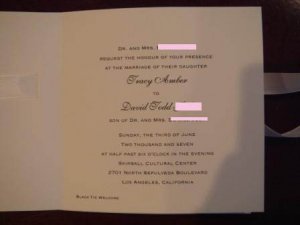 Dr. and Mrs.
request the honour of your presence
at the marriage of their daughter
Tracy Amber
to
David Todd
son of Dr. and Mrs.
Sunday, the third of June
two thousand and seven
at half past six o'clock in the evening
Skirball Cultural Center
2701 North Sepulveda Boulevard
Los Angeles, California
Black Tie Welcome